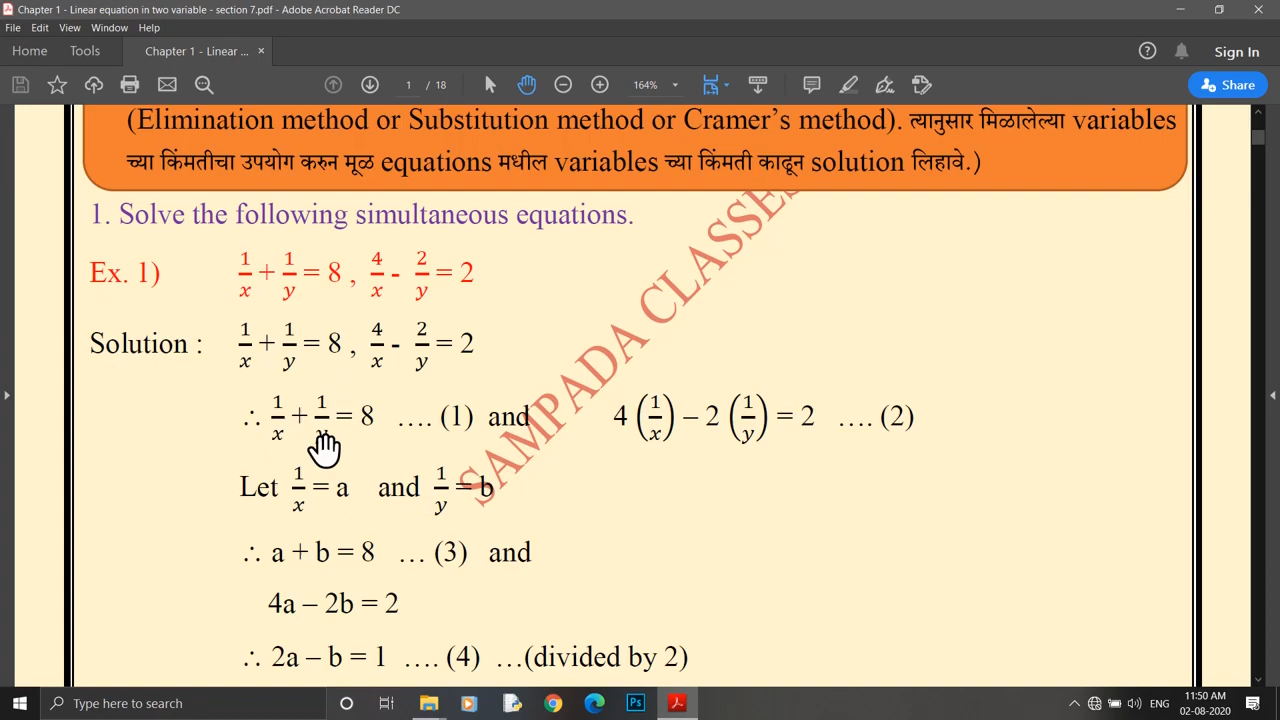 Chapter 1 - Linear equation in two variable - section 7.pdf - Adobe Acrobat Reader DC
File Edit View Window Help
Home Tools Chapter 1 - Linear ... × Sign In
1 / 18 164% Share
(Elimination method or Substitution method or Cramer's method). त्यानुसार मिळालेल्या variables
च्या किंमतीचा उपयोग करुन मूळ equations मधील variables च्या किंमती काढून solution लिहावे.)
1. Solve the following simultaneous equations.
Ex. 1) 1/x + 1/y = 8 , 4/x - 2/y = 2
Solution : 1/x + 1/y = 8 , 4/x - 2/y = 2
∴ 1/x + 1/y = 8 …. (1) and 4 (1/x) – 2 (1/y) = 2 …. (2)
Let 1/x = a and 1/y = b
∴ a + b = 8 … (3) and
4a – 2b = 2
∴ 2a – b = 1 …. (4) …(divided by 2)
SAMPADA CLASSES
Type here to search
ENG 11:50 AM
02-08-2020